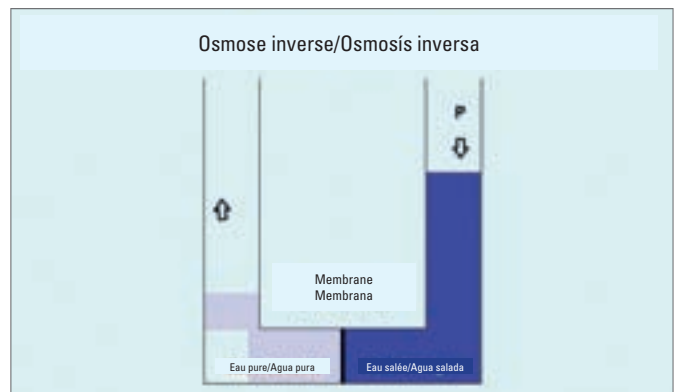 Osmose inverse/Osmosís inversa
P
Membrane
Membrana
Eau pure/Agua pura
Eau salée/Agua salada